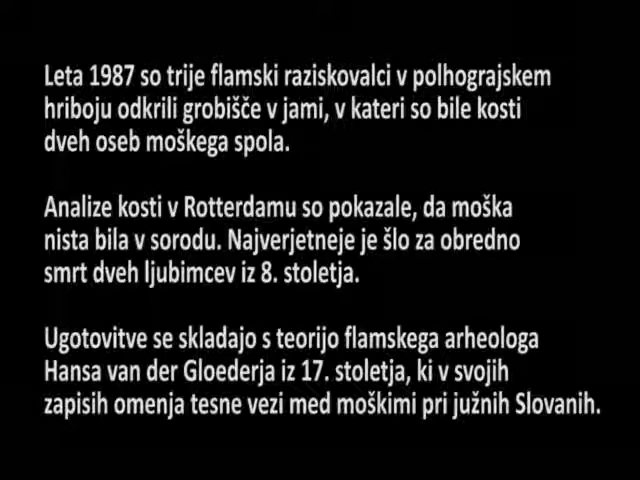 Leta 1987 so trije flamski raziskovalci v polhograjskem
hriboju odkrili grobišče v jami, v kateri so bile kosti
dveh oseb moškega spola.
Analize kosti v Rotterdamu so pokazale, da moška
nista bila v sorodu. Najverjetneje je šlo za obredno
smrt dveh ljubimcev iz 8. stoletja.
Ugotovitve se skladajo s teorijo flamskega arheologa
Hansa van der Gloederja iz 17. stoletja, ki v svojih
zapisih omenja tesne vezi med moškimi pri južnih Slovanih.